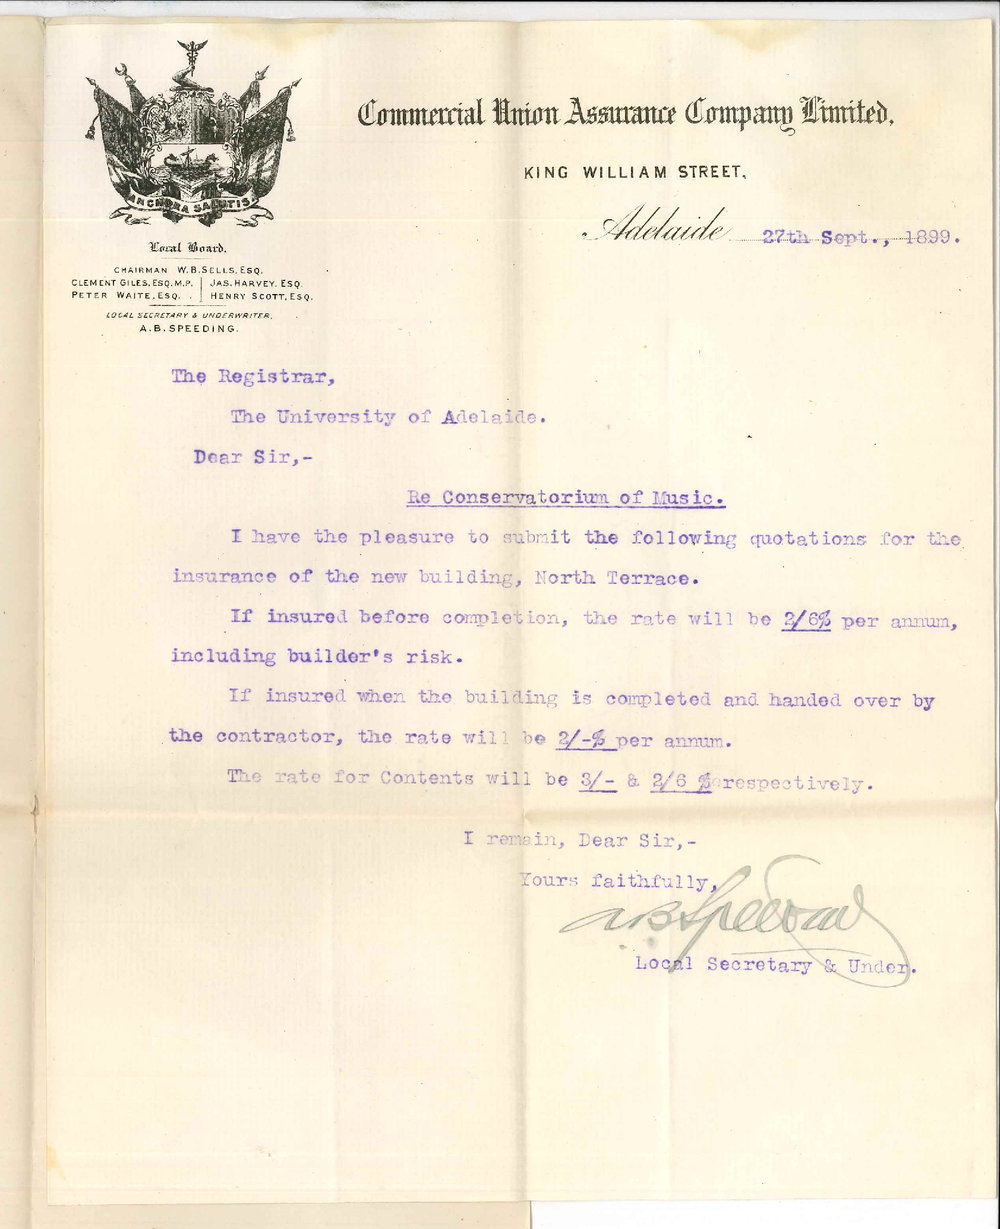 ANCHORA SALUTIS
Commercial Union Assurance Company Limited,
KING WILLIAM STREET,
Adelaide 27th Sept., 1899.
Local Board.
CHAIRMAN W.B. SELLS, ESQ.
CLEMENT GILES, ESQ. M.P. | JAS. HARVEY, ESQ.
PETER WAITE, ESQ. | HENRY SCOTT, ESQ.
LOCAL SECRETARY & UNDERWRITER,
A.B. SPEEDING.
The Registrar,
The University of Adelaide.
Dear Sir,-
Re Conservatorium of Music.
I have the pleasure to submit the following quotations for the
insurance of the new building, North Terrace.
If insured before completion, the rate will be 2/6% per annum,
including builder's risk.
If insured when the building is completed and handed over by
the contractor, the rate will be 2/-% per annum.
The rate for Contents will be 3/- & 2/6 % respectively.
I remain, Dear Sir,-
Yours faithfully,
A B Speeding
Local Secretary & Under.